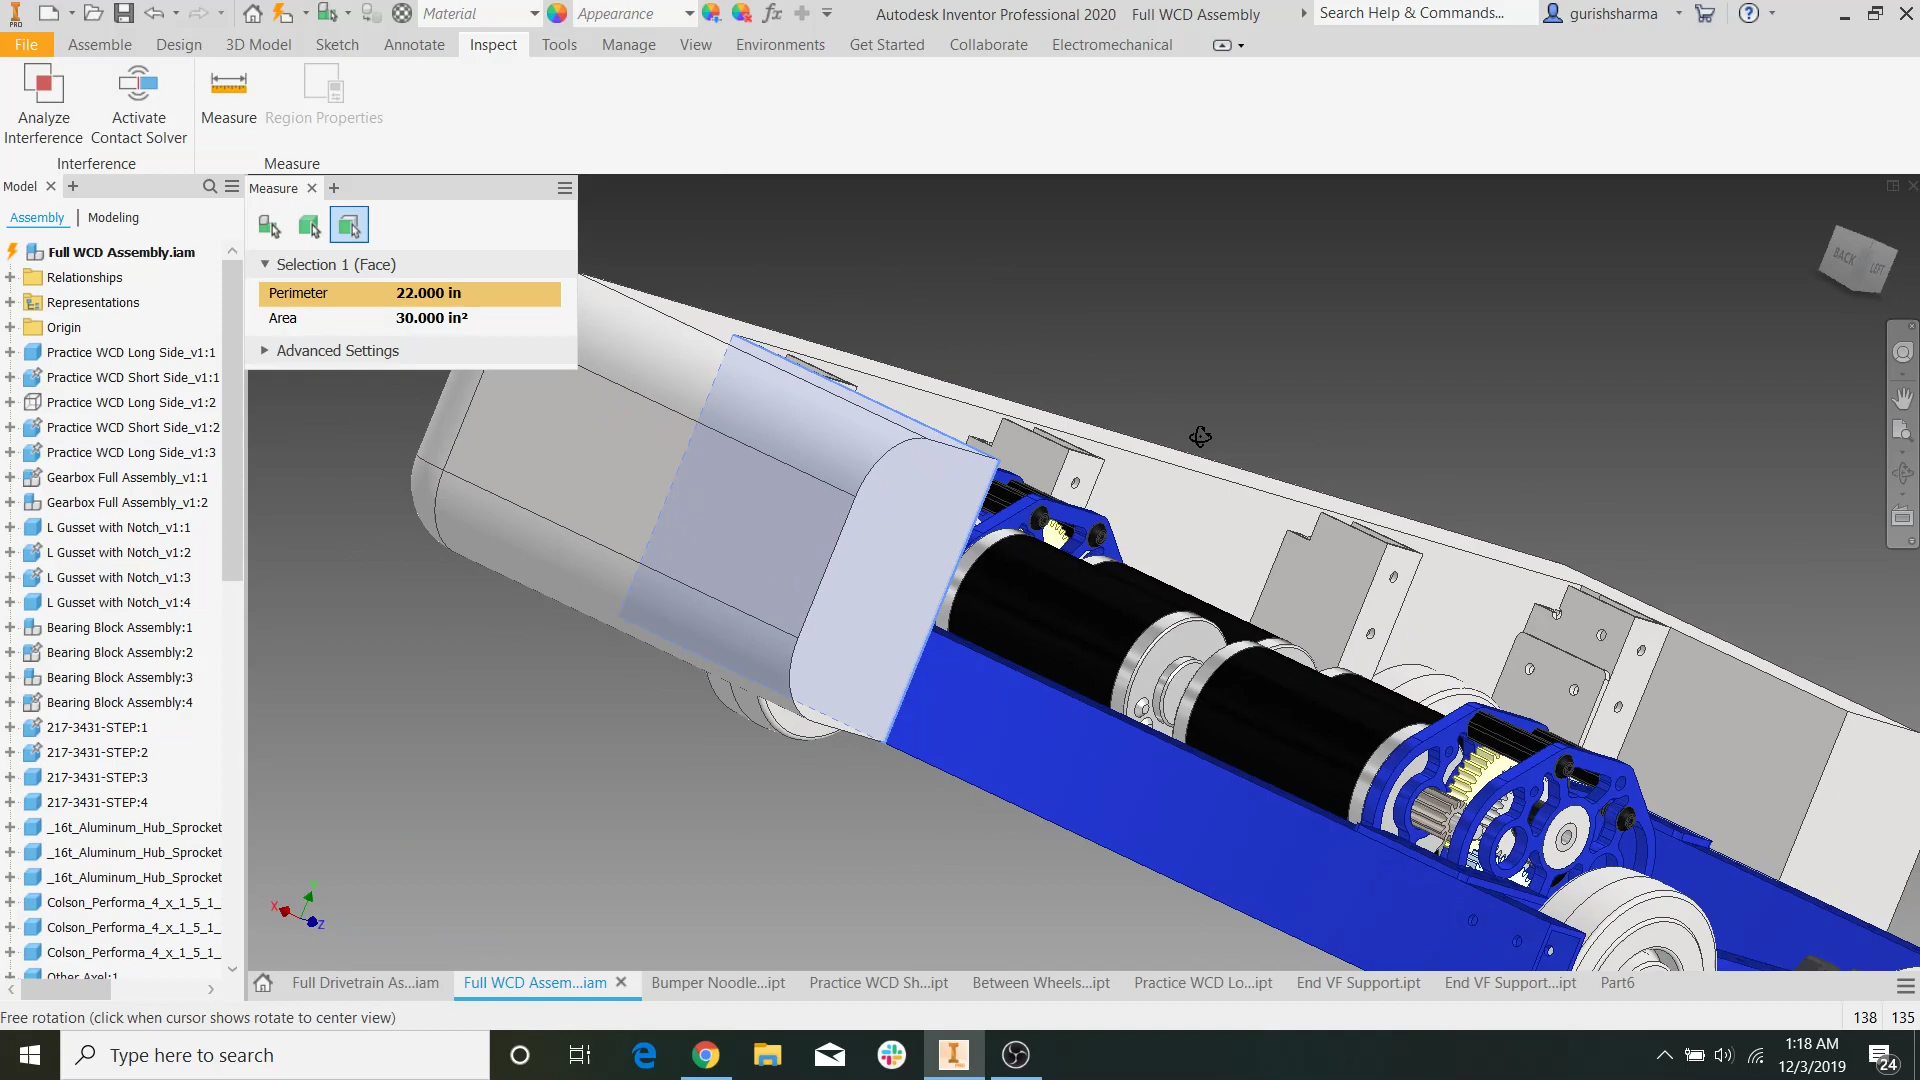 Material
Appearance
fx
Autodesk Inventor Professional 2020 Full WCD Assembly
Search Help & Commands...
gurishsharma
PRO
File Assemble Design 3D Model Sketch Annotate Inspect Tools Manage View Environments Get Started Collaborate Electromechanical
Analyze Interference
Activate Contact Solver
Measure
Region Properties
Interference
Measure
Model
Assembly | Modeling
Full WCD Assembly.iam
Relationships
Representations
Origin
Practice WCD Long Side_v1:1
Practice WCD Short Side_v1:1
Practice WCD Long Side_v1:2
Practice WCD Short Side_v1:2
Practice WCD Long Side_v1:3
Gearbox Full Assembly_v1:1
Gearbox Full Assembly_v1:2
L Gusset with Notch_v1:1
L Gusset with Notch_v1:2
L Gusset with Notch_v1:3
L Gusset with Notch_v1:4
Bearing Block Assembly:1
Bearing Block Assembly:2
Bearing Block Assembly:3
Bearing Block Assembly:4
217-3431-STEP:1
217-3431-STEP:2
217-3431-STEP:3
217-3431-STEP:4
_16t_Aluminum_Hub_Sprocket
_16t_Aluminum_Hub_Sprocket
_16t_Aluminum_Hub_Sprocket
Colson_Performa_4_x_1_5_1_
Colson_Performa_4_x_1_5_1_
Colson_Performa_4_x_1_5_1_
Other Axel:1
Measure
Selection 1 (Face)
Perimeter 22.000 in
Area 30.000 in²
Advanced Settings
BACK LEFT
X
Y
Z
Full Drivetrain As...iam Full WCD Assem...iam Bumper Noodle...ipt Practice WCD Sh...ipt Between Wheels...ipt Practice WCD Lo...ipt End VF Support.ipt End VF Support...ipt Part6
Free rotation (click when cursor shows rotate to center view)
138 135
Type here to search
1:18 AM
12/3/2019
24